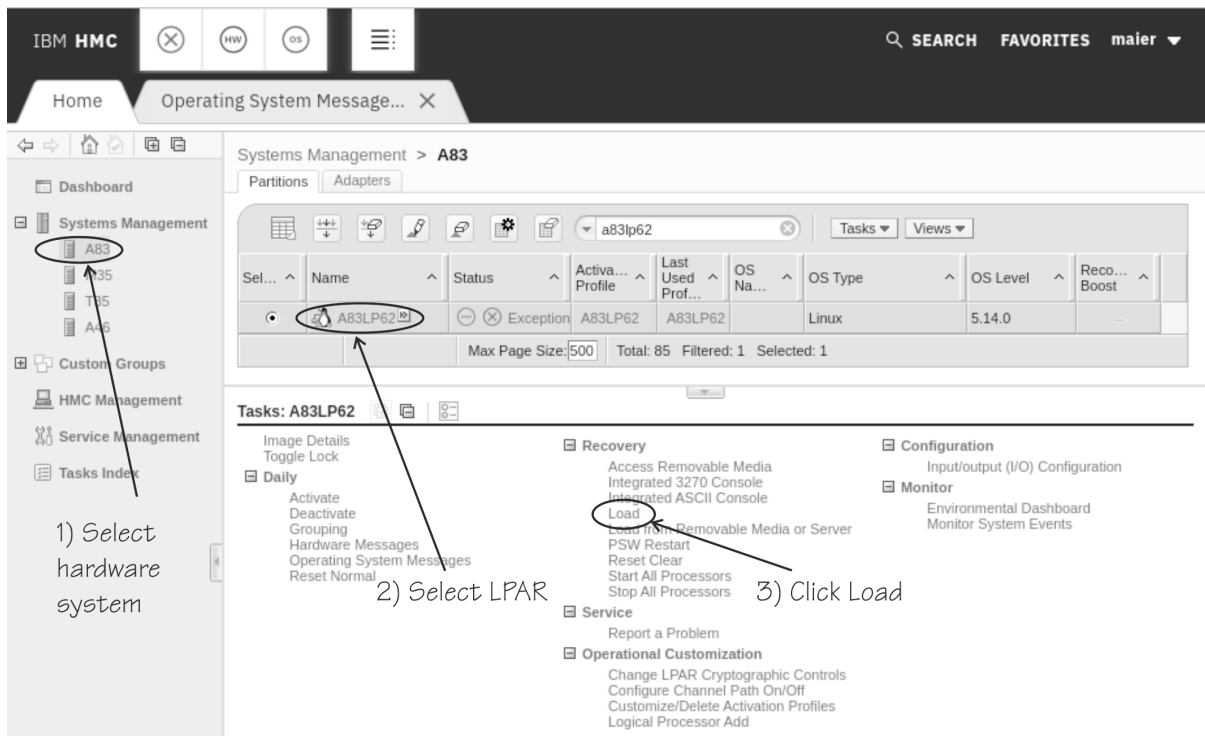 IBM HMC
HW
OS
SEARCH FAVORITES maier
Home
Operating System Message...
Systems Management > A83
Partitions
Adapters
Dashboard
Systems Management
A83
T85
A46
Custom Groups
HMC Management
Service Management
Tasks Index
a83lp62
Tasks
Views
Sel...
Name
Status
Activa... Profile
Last Used Prof...
OS Na...
OS Type
OS Level
Reco... Boost
A83LP62
Exception
A83LP62
A83LP62
Linux
5.14.0
Max Page Size: 500 Total: 85 Filtered: 1 Selected: 1
Tasks: A83LP62
Image Details
Toggle Lock
Daily
Activate
Deactivate
Grouping
Hardware Messages
Operating System Messages
Reset Normal
Recovery
Access Removable Media
Integrated 3270 Console
Integrated ASCII Console
Load
Load from Removable Media or Server
PSW Restart
Reset Clear
Start All Processors
Stop All Processors
Service
Report a Problem
Operational Customization
Change LPAR Cryptographic Controls
Configure Channel Path On/Off
Customize/Delete Activation Profiles
Logical Processor Add
Configuration
Input/output (I/O) Configuration
Monitor
Environmental Dashboard
Monitor System Events
1) Select
hardware
system
2) Select LPAR
3) Click Load